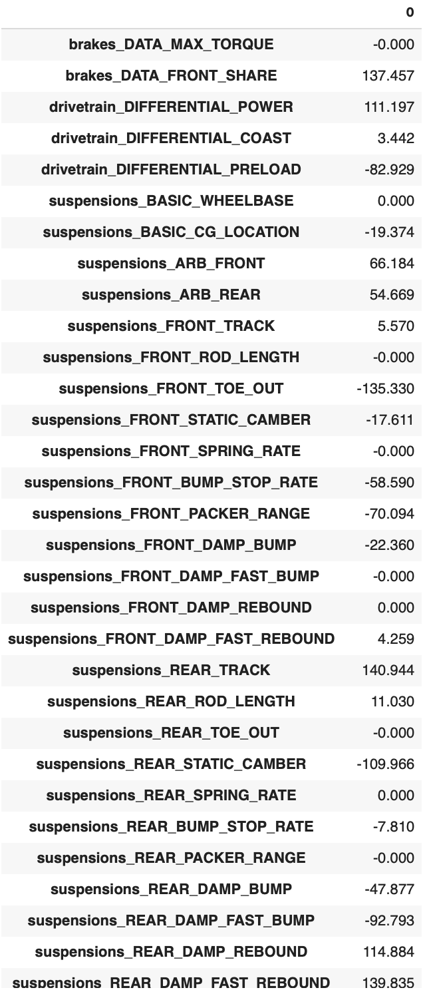 0
brakes_DATA_MAX_TORQUE -0.000
brakes_DATA_FRONT_SHARE 137.457
drivetrain_DIFFERENTIAL_POWER 111.197
drivetrain_DIFFERENTIAL_COAST 3.442
drivetrain_DIFFERENTIAL_PRELOAD -82.929
suspensions_BASIC_WHEELBASE 0.000
suspensions_BASIC_CG_LOCATION -19.374
suspensions_ARB_FRONT 66.184
suspensions_ARB_REAR 54.669
suspensions_FRONT_TRACK 5.570
suspensions_FRONT_ROD_LENGTH -0.000
suspensions_FRONT_TOE_OUT -135.330
suspensions_FRONT_STATIC_CAMBER -17.611
suspensions_FRONT_SPRING_RATE -0.000
suspensions_FRONT_BUMP_STOP_RATE -58.590
suspensions_FRONT_PACKER_RANGE -70.094
suspensions_FRONT_DAMP_BUMP -22.360
suspensions_FRONT_DAMP_FAST_BUMP -0.000
suspensions_FRONT_DAMP_REBOUND 0.000
suspensions_FRONT_DAMP_FAST_REBOUND 4.259
suspensions_REAR_TRACK 140.944
suspensions_REAR_ROD_LENGTH 11.030
suspensions_REAR_TOE_OUT -0.000
suspensions_REAR_STATIC_CAMBER -109.966
suspensions_REAR_SPRING_RATE 0.000
suspensions_REAR_BUMP_STOP_RATE -7.810
suspensions_REAR_PACKER_RANGE -0.000
suspensions_REAR_DAMP_BUMP -47.877
suspensions_REAR_DAMP_FAST_BUMP -92.793
suspensions_REAR_DAMP_REBOUND 114.884
suspensions_REAR_DAMP_FAST_REBOUND 139.835